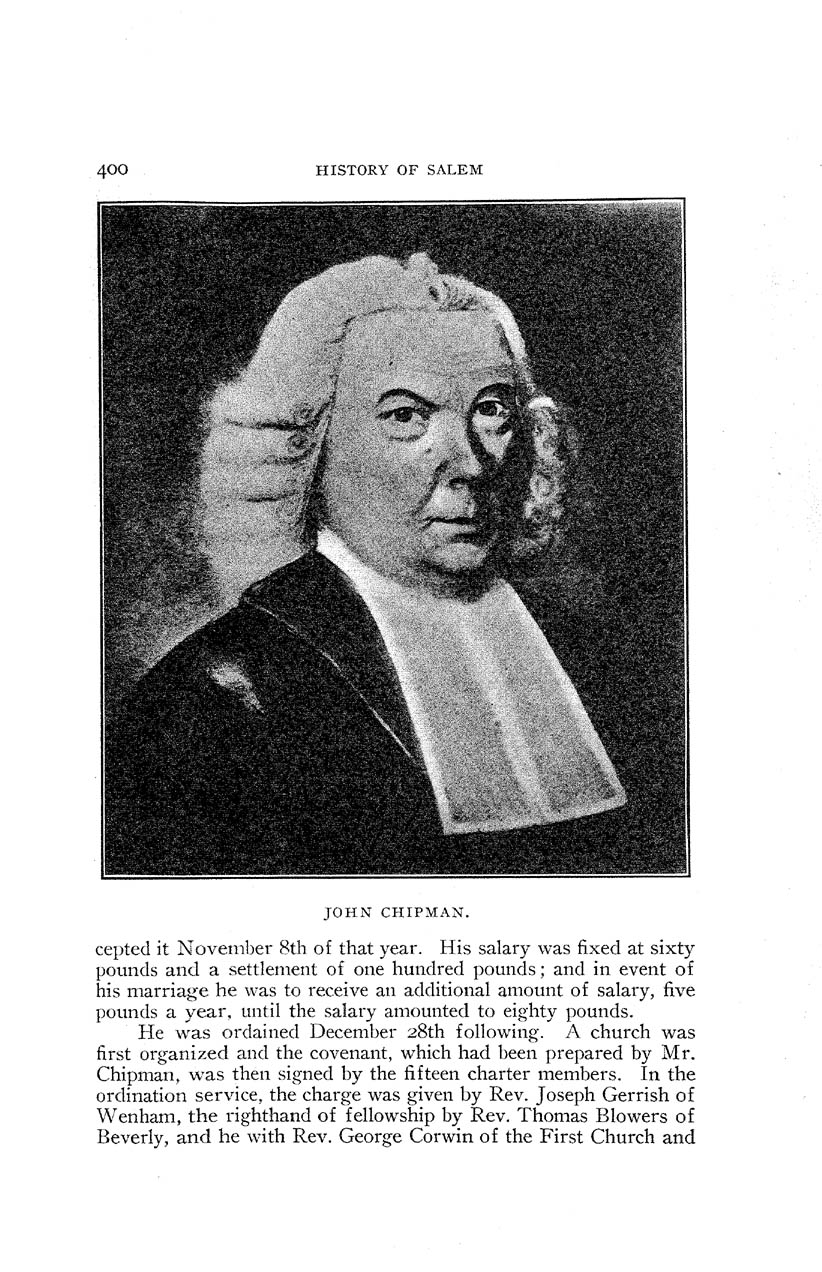 400 HISTORY OF SALEM
JOHN CHIPMAN.
cepted it November 8th of that year. His salary was fixed at sixty
pounds and a settlement of one hundred pounds; and in event of
his marriage he was to receive an additional amount of salary, five
pounds a year, until the salary amounted to eighty pounds.
He was ordained December 28th following. A church was
first organized and the covenant, which had been prepared by Mr.
Chipman, was then signed by the fifteen charter members. In the
ordination service, the charge was given by Rev. Joseph Gerrish of
Wenham, the righthand of fellowship by Rev. Thomas Blowers of
Beverly, and he with Rev. George Corwin of the First Church and